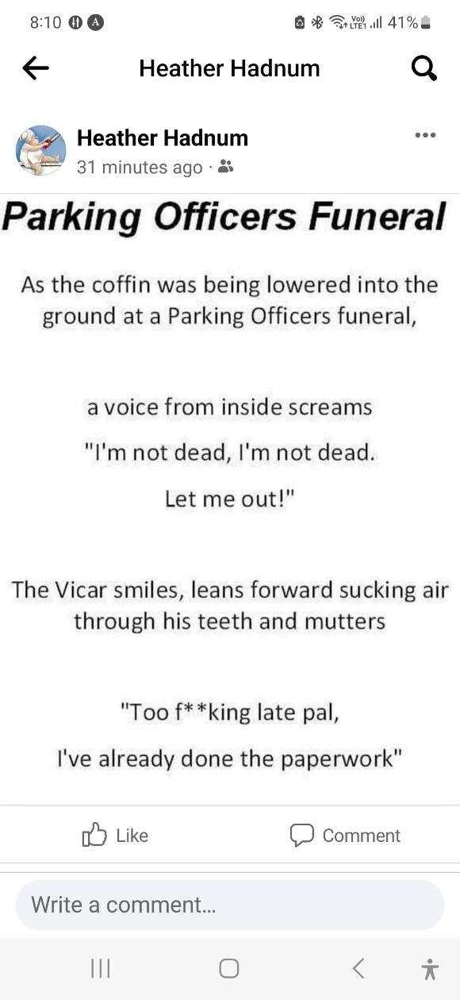 8:10 A Vo)) LTE1 41%
Heather Hadnum
Heather Hadnum
31 minutes ago ·
Parking Officers Funeral
As the coffin was being lowered into the
ground at a Parking Officers funeral,
a voice from inside screams
"I'm not dead, I'm not dead.
Let me out!"
The Vicar smiles, leans forward sucking air
through his teeth and mutters
"Too f**king late pal,
I've already done the paperwork"
Like Comment
Write a comment...